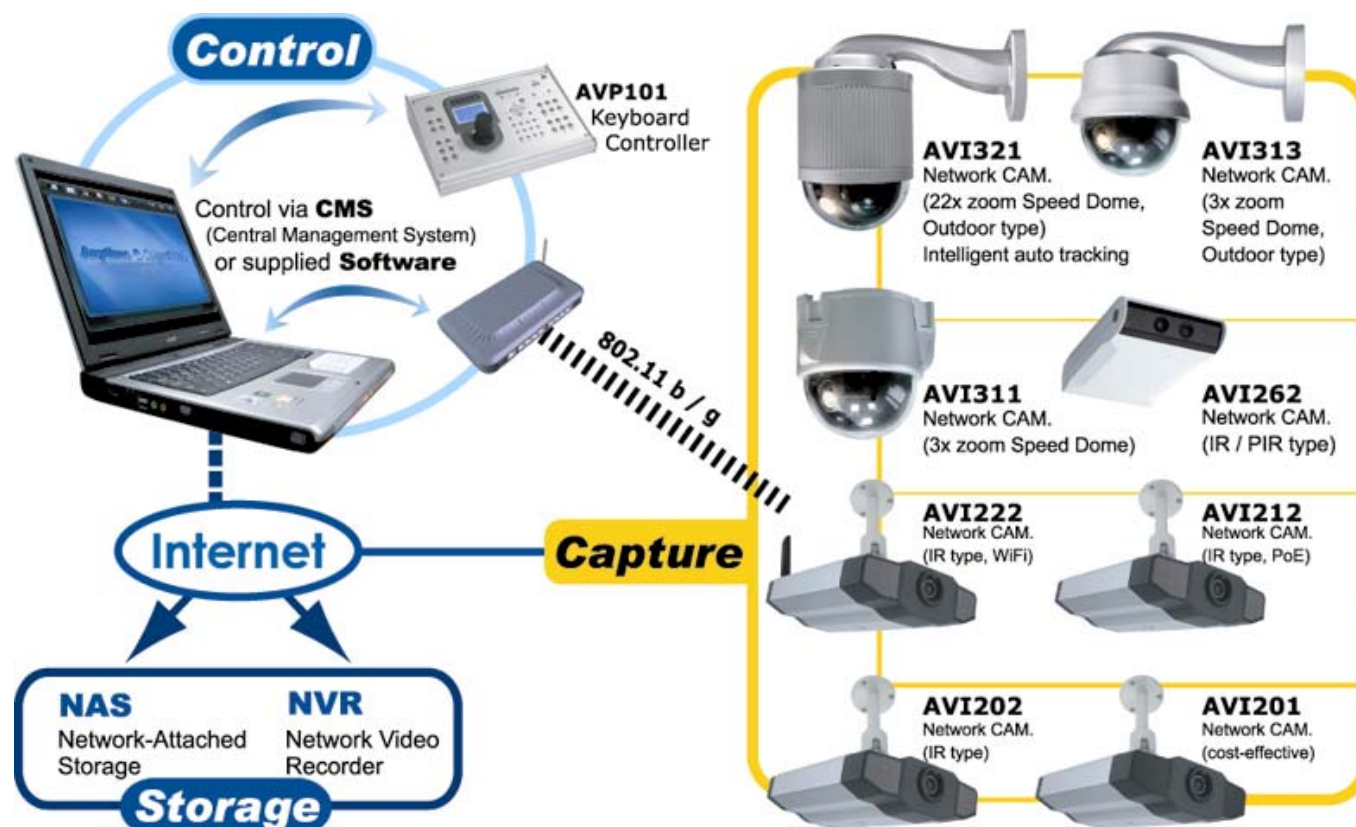 Control
AVP101
Keyboard
Controller
Control via CMS
(Central Management System)
or supplied Software
802.11 b / g
Internet
NAS
Network-Attached
Storage
NVR
Network Video
Recorder
Storage
Capture
AVI321
Network CAM.
(22x zoom Speed Dome,
Outdoor type)
Intelligent auto tracking
AVI313
Network CAM.
(3x zoom
Speed Dome,
Outdoor type)
AVI311
Network CAM.
(3x zoom Speed Dome)
AVI262
Network CAM.
(IR / PIR type)
AVI222
Network CAM.
(IR type, WiFi)
AVI212
Network CAM.
(IR type, PoE)
AVI202
Network CAM.
(IR type)
AVI201
Network CAM.
(cost-effective)